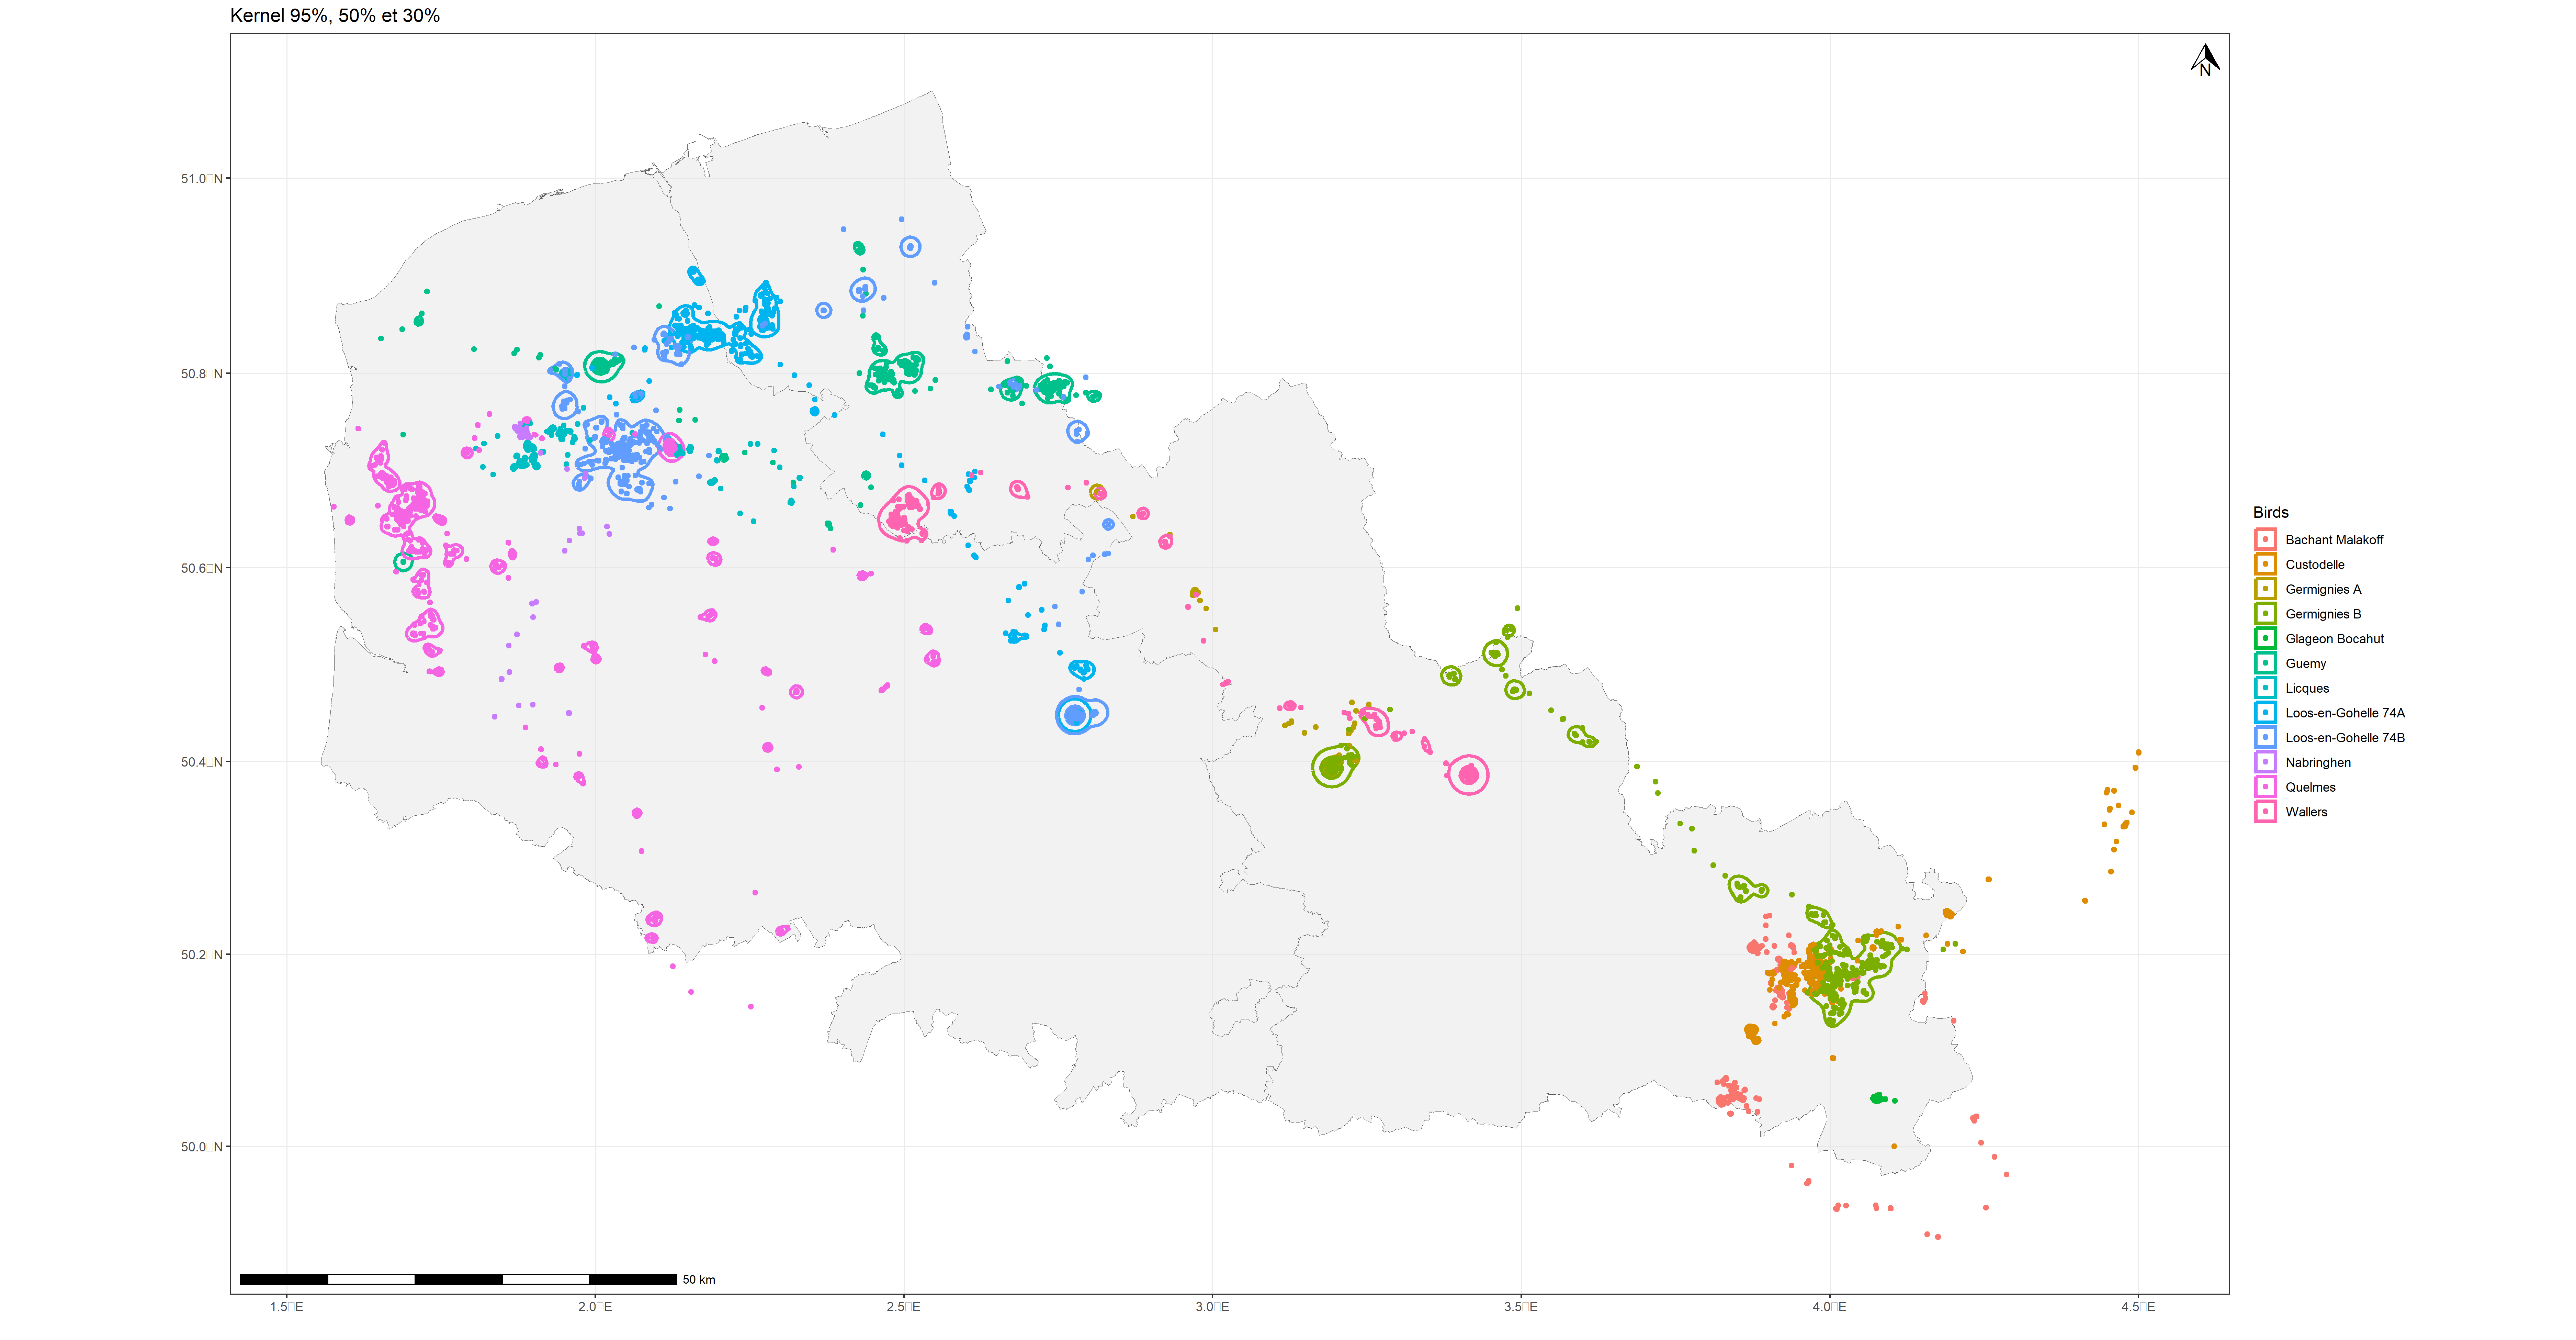 Kernel 95%, 50% et 30%
N
51.0□N
50.8□N
50.6□N
50.4□N
50.2□N
50.0□N
50 km
1.5□E
2.0□E
2.5□E
3.0□E
3.5□E
4.0□E
4.5□E
Birds
Bachant Malakoff
Custodelle
Germignies A
Germignies B
Glageon Bocahut
Guemy
Licques
Loos-en-Gohelle 74A
Loos-en-Gohelle 74B
Nabringhen
Quelmes
Wallers